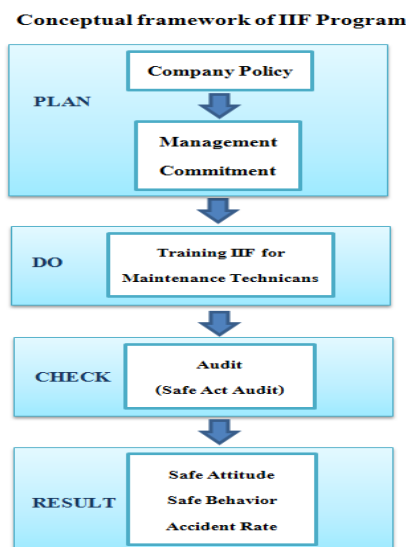 Conceptual framework of IIF Program
PLAN
Company Policy
Management
Commitment
DO
Training IIF for
Maintenance Technicans
CHECK
Audit
(Safe Act Audit)
RESULT
Safe Attitude
Safe Behavior
Accident Rate